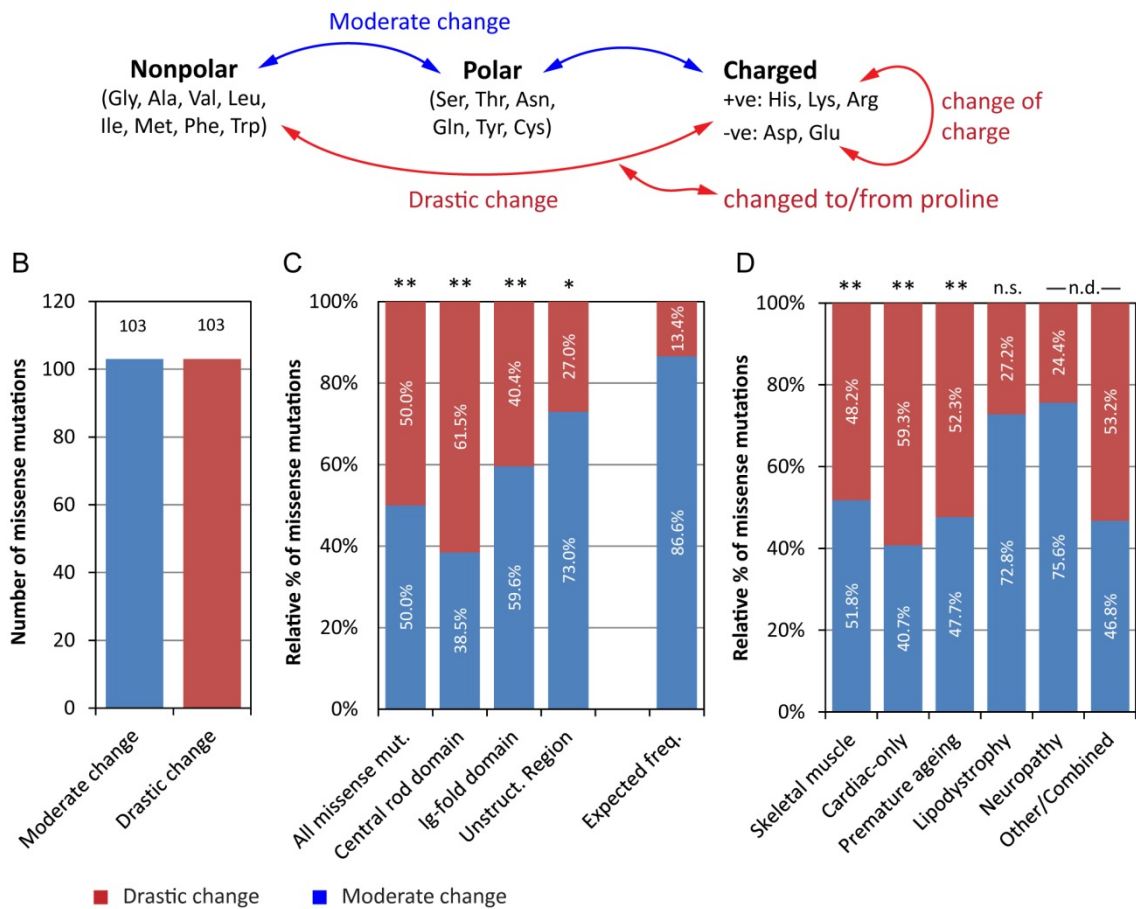 Moderate change
Nonpolar
(Gly, Ala, Val, Leu,
Ile, Met, Phe, Trp)
Polar
(Ser, Thr, Asn,
Gln, Tyr, Cys)
Charged
+ve: His, Lys, Arg
-ve: Asp, Glu
change of
charge
Drastic change
changed to/from proline
B
Number of missense mutations
120
100
80
60
40
20
0
103
103
Moderate change
Drastic change
C
Relative % of missense mutations
100%
80%
60%
40%
20%
0%
** ** ** *
50.0%
50.0%
61.5%
38.5%
40.4%
59.6%
27.0%
73.0%
13.4%
86.6%
All missense mut.
Central rod domain
Ig-fold domain
Unstruct. Region
Expected freq.
D
Relative % of missense mutations
100%
80%
60%
40%
20%
0%
** ** ** n.s. —n.d.—
48.2%
51.8%
59.3%
40.7%
52.3%
47.7%
27.2%
72.8%
24.4%
75.6%
53.2%
46.8%
Skeletal muscle
Cardiac-only
Premature ageing
Lipodystrophy
Neuropathy
Other/Combined
Drastic change
Moderate change